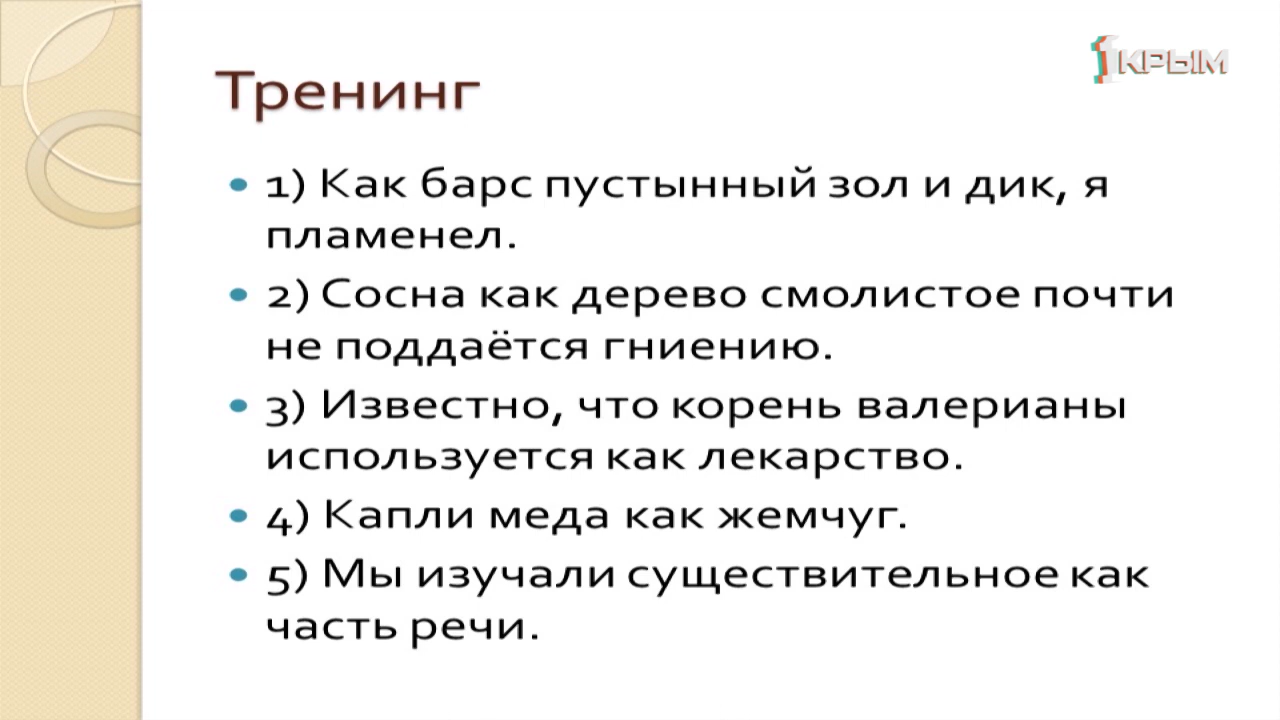 1КРЫМ
Тренинг
• 1) Как барс пустынный зол и дик, я
пламенел.
• 2) Сосна как дерево смолистое почти
не поддаётся гниению.
• 3) Известно, что корень валерианы
используется как лекарство.
• 4) Капли меда как жемчуг.
• 5) Мы изучали существительное как
часть речи.